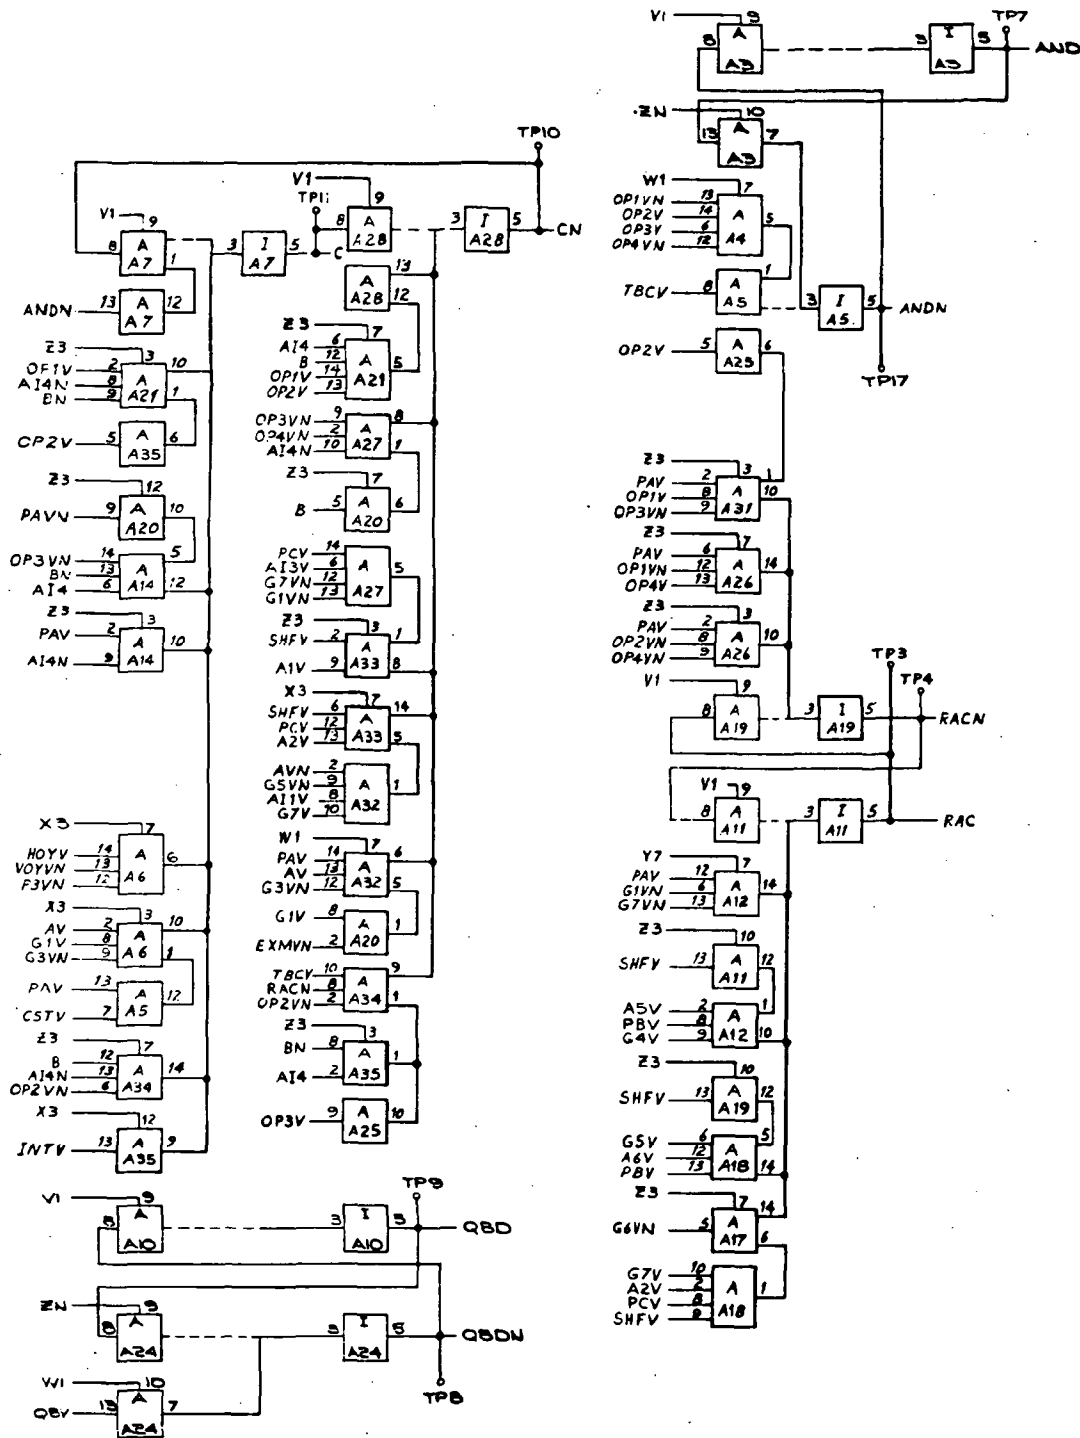 TP10
V1
9
8
A
A7
1
ANDN
13
A
A7
12
Z3
3
OP1V
2
AI4N
8
BN
9
A
A21
10
1
OP2V
5
A
A35
6
Z3
12
PAVN
9
A
A20
10
OP3VN
14
BN
13
AI4
6
A
A14
5
12
Z3
3
PAV
2
AI4N
9
A
A14
10
X3
7
HOYV
14
VOYVN
13
F3VN
12
A
A6
6
X3
3
AV
2
G1V
8
G3VN
9
A
A6
10
1
PAV
13
CSTV
7
A
A5
12
Z3
7
B
12
AI4N
13
OP2VN
6
A
A34
14
X3
12
INTV
13
A
A35
9
3
I
A7
5
C
TP11
V1
9
8
A
A28
3
I
A28
5
CN
A
A28
13
12
Z3
7
AI4
6
B
12
OP1V
14
OP2V
13
A
A21
5
OP3VN
9
OP4VN
2
AI4N
10
A
A27
8
1
Z3
7
B
5
A
A20
6
PCV
14
AI3V
6
G7VN
12
G1VN
13
A
A27
5
Z3
3
SHFV
2
A1V
9
A
A33
1
8
X3
7
SHFV
6
PCV
12
A2V
13
A
A33
14
5
AVN
2
G5VN
9
AI1V
8
G7V
10
A
A32
1
W1
7
PAV
14
AV
13
G3VN
12
A
A32
6
5
G1V
8
EXMVN
2
A
A20
1
TBCV
10
RACN
8
OP2VN
2
A
A34
9
1
Z3
3
BN
8
AI4
2
A
A35
1
OP3V
9
A
A25
10
V1
9
8
A
A10
3
I
A10
5
TP9
QBD
ZN
9
8
A
A24
3
I
A24
5
QBDN
TP8
W1
10
QBV
13
A
A24
7
V1
9
8
A
A3
3
I
A3
5
TP7
AND
ZN
10
13
A
A3
7
W1
7
OP1VN
13
OP2V
14
OP3V
6
OP4VN
12
A
A4
5
TBCV
8
A
A5
1
3
I
A5
5
ANDN
TP17
OP2V
5
A
A25
6
Z3
3
PAV
2
OP1V
8
OP3VN
9
A
A31
1
10
Z3
7
PAV
6
OP1VN
12
OP4V
13
A
A26
14
Z3
3
PAV
2
OP2VN
8
OP4VN
9
A
A26
10
TP3
TP4
V1
9
8
A
A19
3
I
A19
5
RACN
V1
9
8
A
A11
3
I
A11
5
RAC
Y7
7
PAV
12
G1VN
6
G7VN
13
A
A12
14
Z3
10
SHFV
13
A
A11
12
A5V
2
PBV
8
G4V
9
A
A12
1
10
Z3
10
SHFV
13
A
A19
12
G5V
6
A6V
12
PBV
13
A
A18
5
14
Z3
7
G6VN
5
A
A17
14
6
G7V
10
A2V
2
PCV
8
SHFV
9
A
A18
1